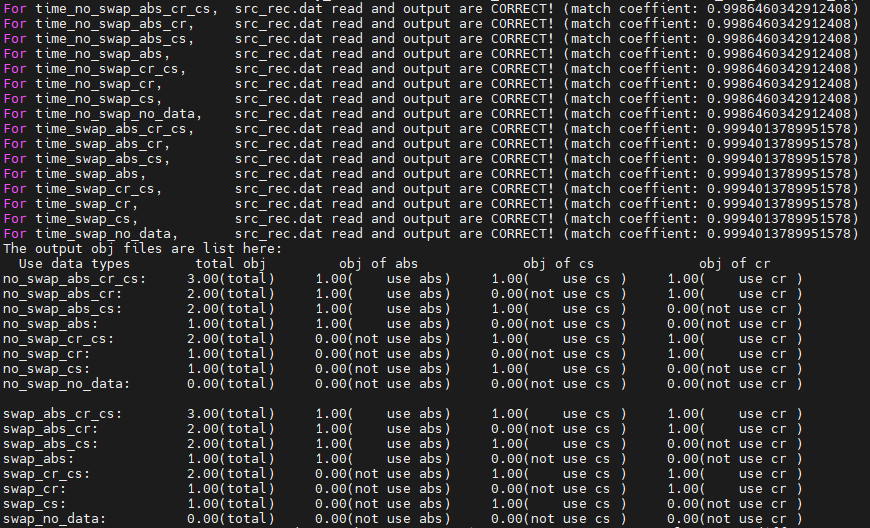 For time_no_swap_abs_cr_cs, src_rec.dat read and output are CORRECT! (match coeffient: 0.9986460342912408)
For time_no_swap_abs_cr, src_rec.dat read and output are CORRECT! (match coeffient: 0.9986460342912408)
For time_no_swap_abs_cs, src_rec.dat read and output are CORRECT! (match coeffient: 0.9986460342912408)
For time_no_swap_abs, src_rec.dat read and output are CORRECT! (match coeffient: 0.9986460342912408)
For time_no_swap_cr_cs, src_rec.dat read and output are CORRECT! (match coeffient: 0.9986460342912408)
For time_no_swap_cr, src_rec.dat read and output are CORRECT! (match coeffient: 0.9986460342912408)
For time_no_swap_cs, src_rec.dat read and output are CORRECT! (match coeffient: 0.9986460342912408)
For time_no_swap_no_data, src_rec.dat read and output are CORRECT! (match coeffient: 0.9986460342912408)
For time_swap_abs_cr_cs, src_rec.dat read and output are CORRECT! (match coeffient: 0.9994013789951578)
For time_swap_abs_cr, src_rec.dat read and output are CORRECT! (match coeffient: 0.9994013789951578)
For time_swap_abs_cs, src_rec.dat read and output are CORRECT! (match coeffient: 0.9994013789951578)
For time_swap_abs, src_rec.dat read and output are CORRECT! (match coeffient: 0.9994013789951578)
For time_swap_cr_cs, src_rec.dat read and output are CORRECT! (match coeffient: 0.9994013789951578)
For time_swap_cr, src_rec.dat read and output are CORRECT! (match coeffient: 0.9994013789951578)
For time_swap_cs, src_rec.dat read and output are CORRECT! (match coeffient: 0.9994013789951578)
For time_swap_no_data, src_rec.dat read and output are CORRECT! (match coeffient: 0.9994013789951578)
The output obj files are list here:
Use data types total obj obj of abs obj of cs obj of cr
no_swap_abs_cr_cs: 3.00(total) 1.00( use abs) 1.00( use cs ) 1.00( use cr )
no_swap_abs_cr: 2.00(total) 1.00( use abs) 0.00(not use cs ) 1.00( use cr )
no_swap_abs_cs: 2.00(total) 1.00( use abs) 1.00( use cs ) 0.00(not use cr )
no_swap_abs: 1.00(total) 1.00( use abs) 0.00(not use cs ) 0.00(not use cr )
no_swap_cr_cs: 2.00(total) 0.00(not use abs) 1.00( use cs ) 1.00( use cr )
no_swap_cr: 1.00(total) 0.00(not use abs) 0.00(not use cs ) 1.00( use cr )
no_swap_cs: 1.00(total) 0.00(not use abs) 1.00( use cs ) 0.00(not use cr )
no_swap_no_data: 0.00(total) 0.00(not use abs) 0.00(not use cs ) 0.00(not use cr )
swap_abs_cr_cs: 3.00(total) 1.00( use abs) 1.00( use cs ) 1.00( use cr )
swap_abs_cr: 2.00(total) 1.00( use abs) 0.00(not use cs ) 1.00( use cr )
swap_abs_cs: 2.00(total) 1.00( use abs) 1.00( use cs ) 0.00(not use cr )
swap_abs: 1.00(total) 1.00( use abs) 0.00(not use cs ) 0.00(not use cr )
swap_cr_cs: 2.00(total) 0.00(not use abs) 1.00( use cs ) 1.00( use cr )
swap_cr: 1.00(total) 0.00(not use abs) 0.00(not use cs ) 1.00( use cr )
swap_cs: 1.00(total) 0.00(not use abs) 1.00( use cs ) 0.00(not use cr )
swap_no_data: 0.00(total) 0.00(not use abs) 0.00(not use cs ) 0.00(not use cr )